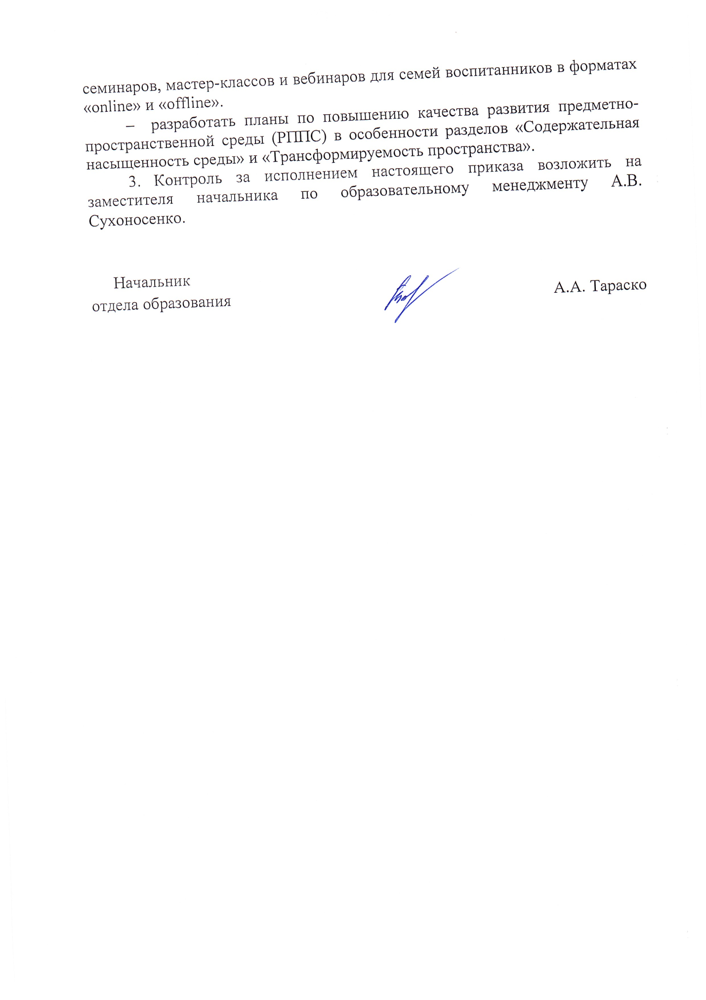 семинаров, мастер-классов и вебинаров для семей воспитанников в форматах
«online» и «offline».
– разработать планы по повышению качества развития предметно-
пространственной среды (РППС) в особенности разделов «Содержательная
насыщенность среды» и «Трансформируемость пространства».
3. Контроль за исполнением настоящего приказа возложить на
заместителя начальника по образовательному менеджменту А.В.
Сухоносенко.
Начальник
отдела образования
А.А. Тараско